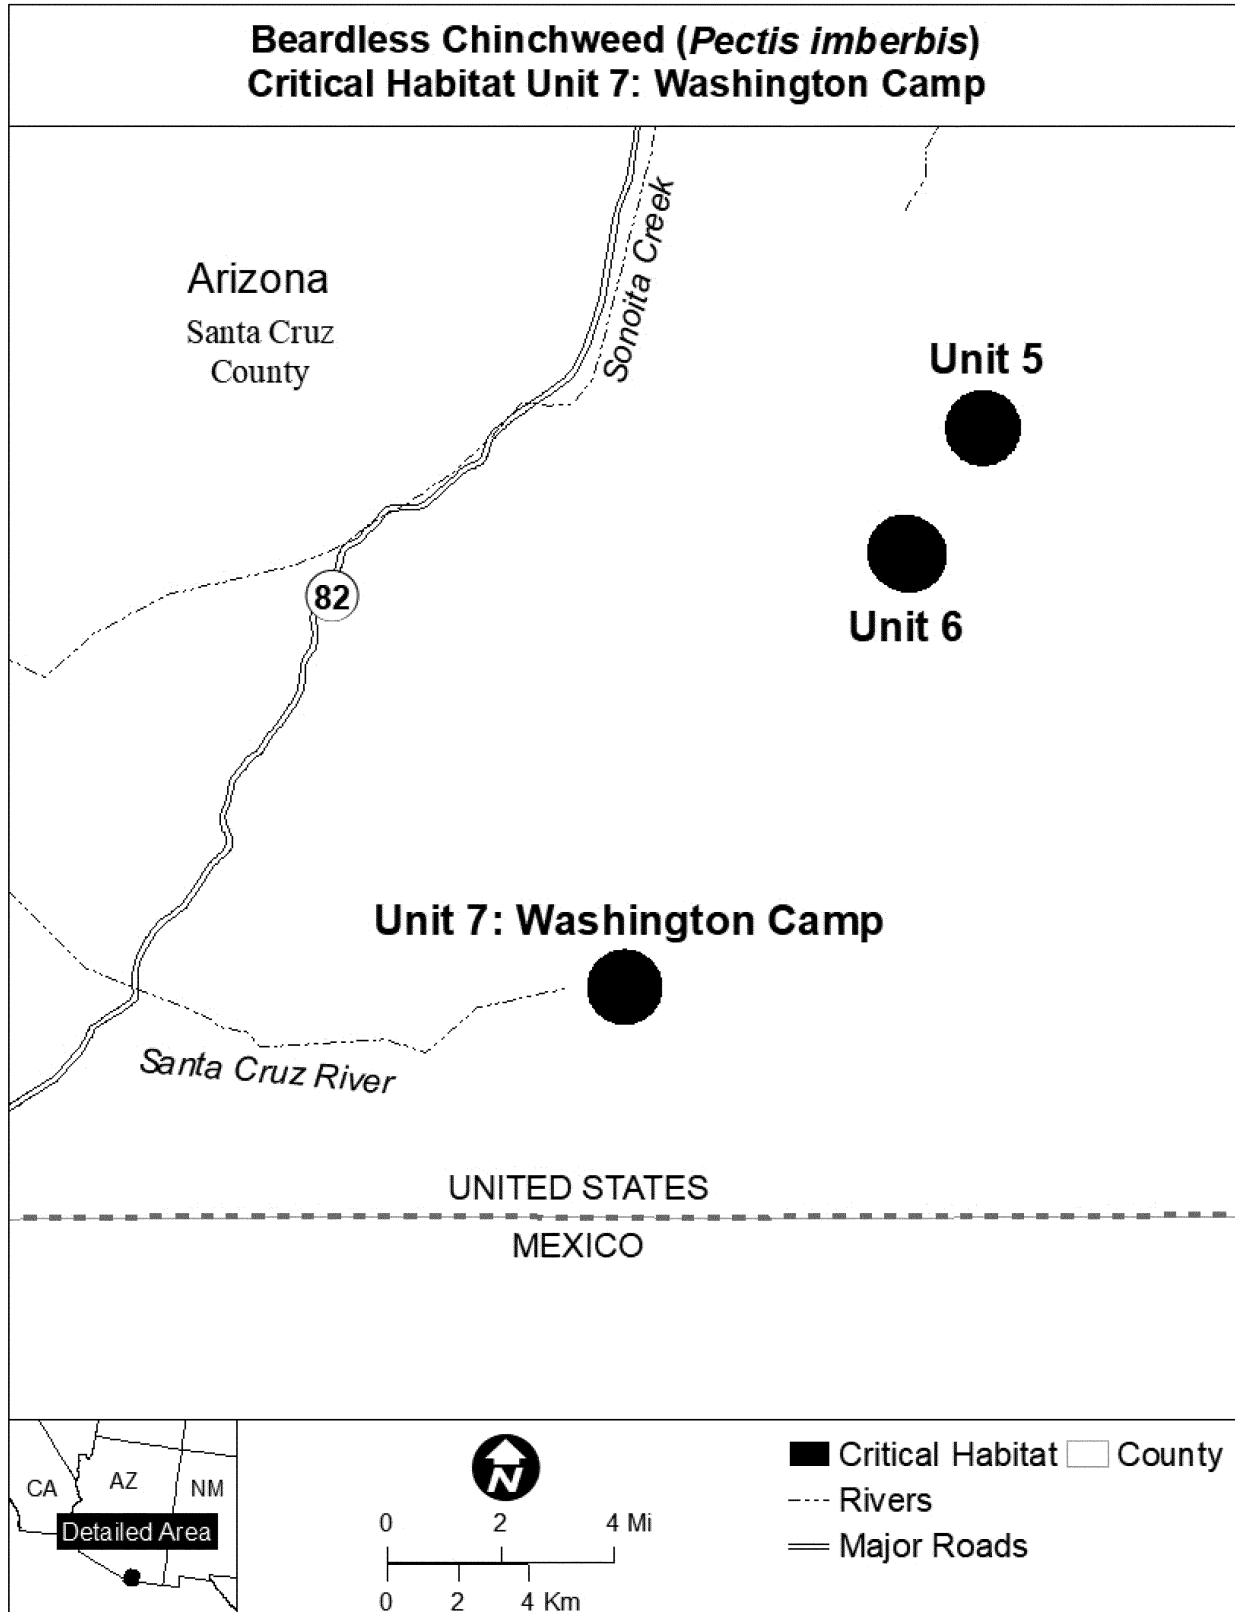 Beardless Chinchweed (Pectis imberbis)
Critical Habitat Unit 7: Washington Camp
Sonoita Creek
Arizona
Santa Cruz
County
Unit 5
82
Unit 6
Unit 7: Washington Camp
Santa Cruz River
UNITED STATES
MEXICO
CA
AZ
NM
Detailed Area
N
0 2 4 Mi
0 2 4 Km
Critical Habitat
County
Rivers
Major Roads